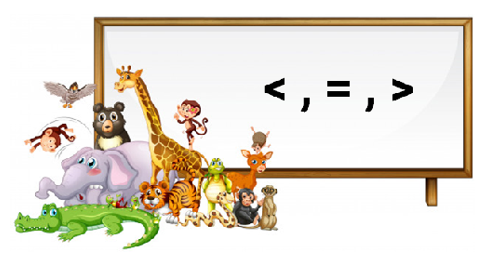 < , = , >